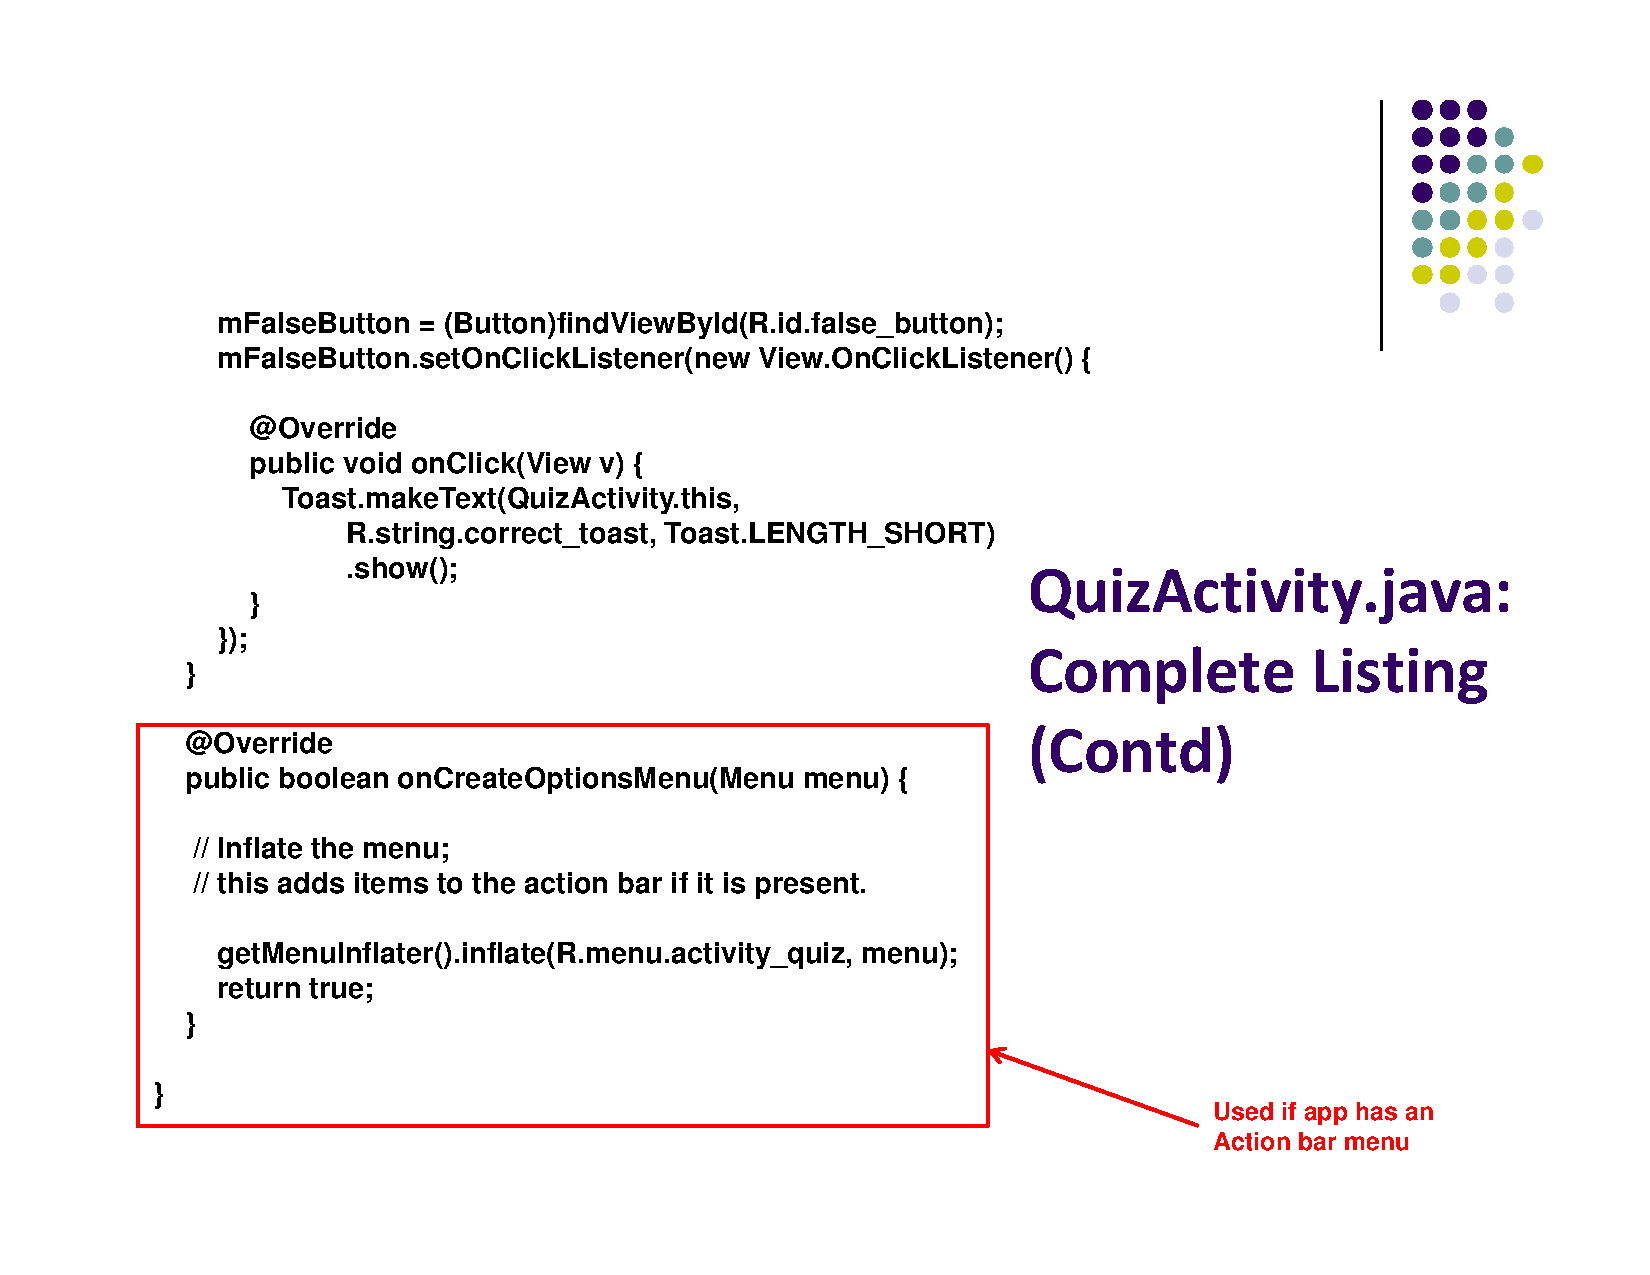 mFalseButton = (Button)findViewById(R.id.false_button);
mFalseButton.setOnClickListener(new View.OnClickListener() {
@Override
public void onClick(View v) {
Toast.makeText(QuizActivity.this,
R.string.correct_toast, Toast.LENGTH_SHORT)
.show();
}
});
}
@Override
public boolean onCreateOptionsMenu(Menu menu) {
// Inflate the menu;
// this adds items to the action bar if it is present.
getMenuInflater().inflate(R.menu.activity_quiz, menu);
return true;
}
}
QuizActivity.java:
Complete Listing
(Contd)
Used if app has an
Action bar menu